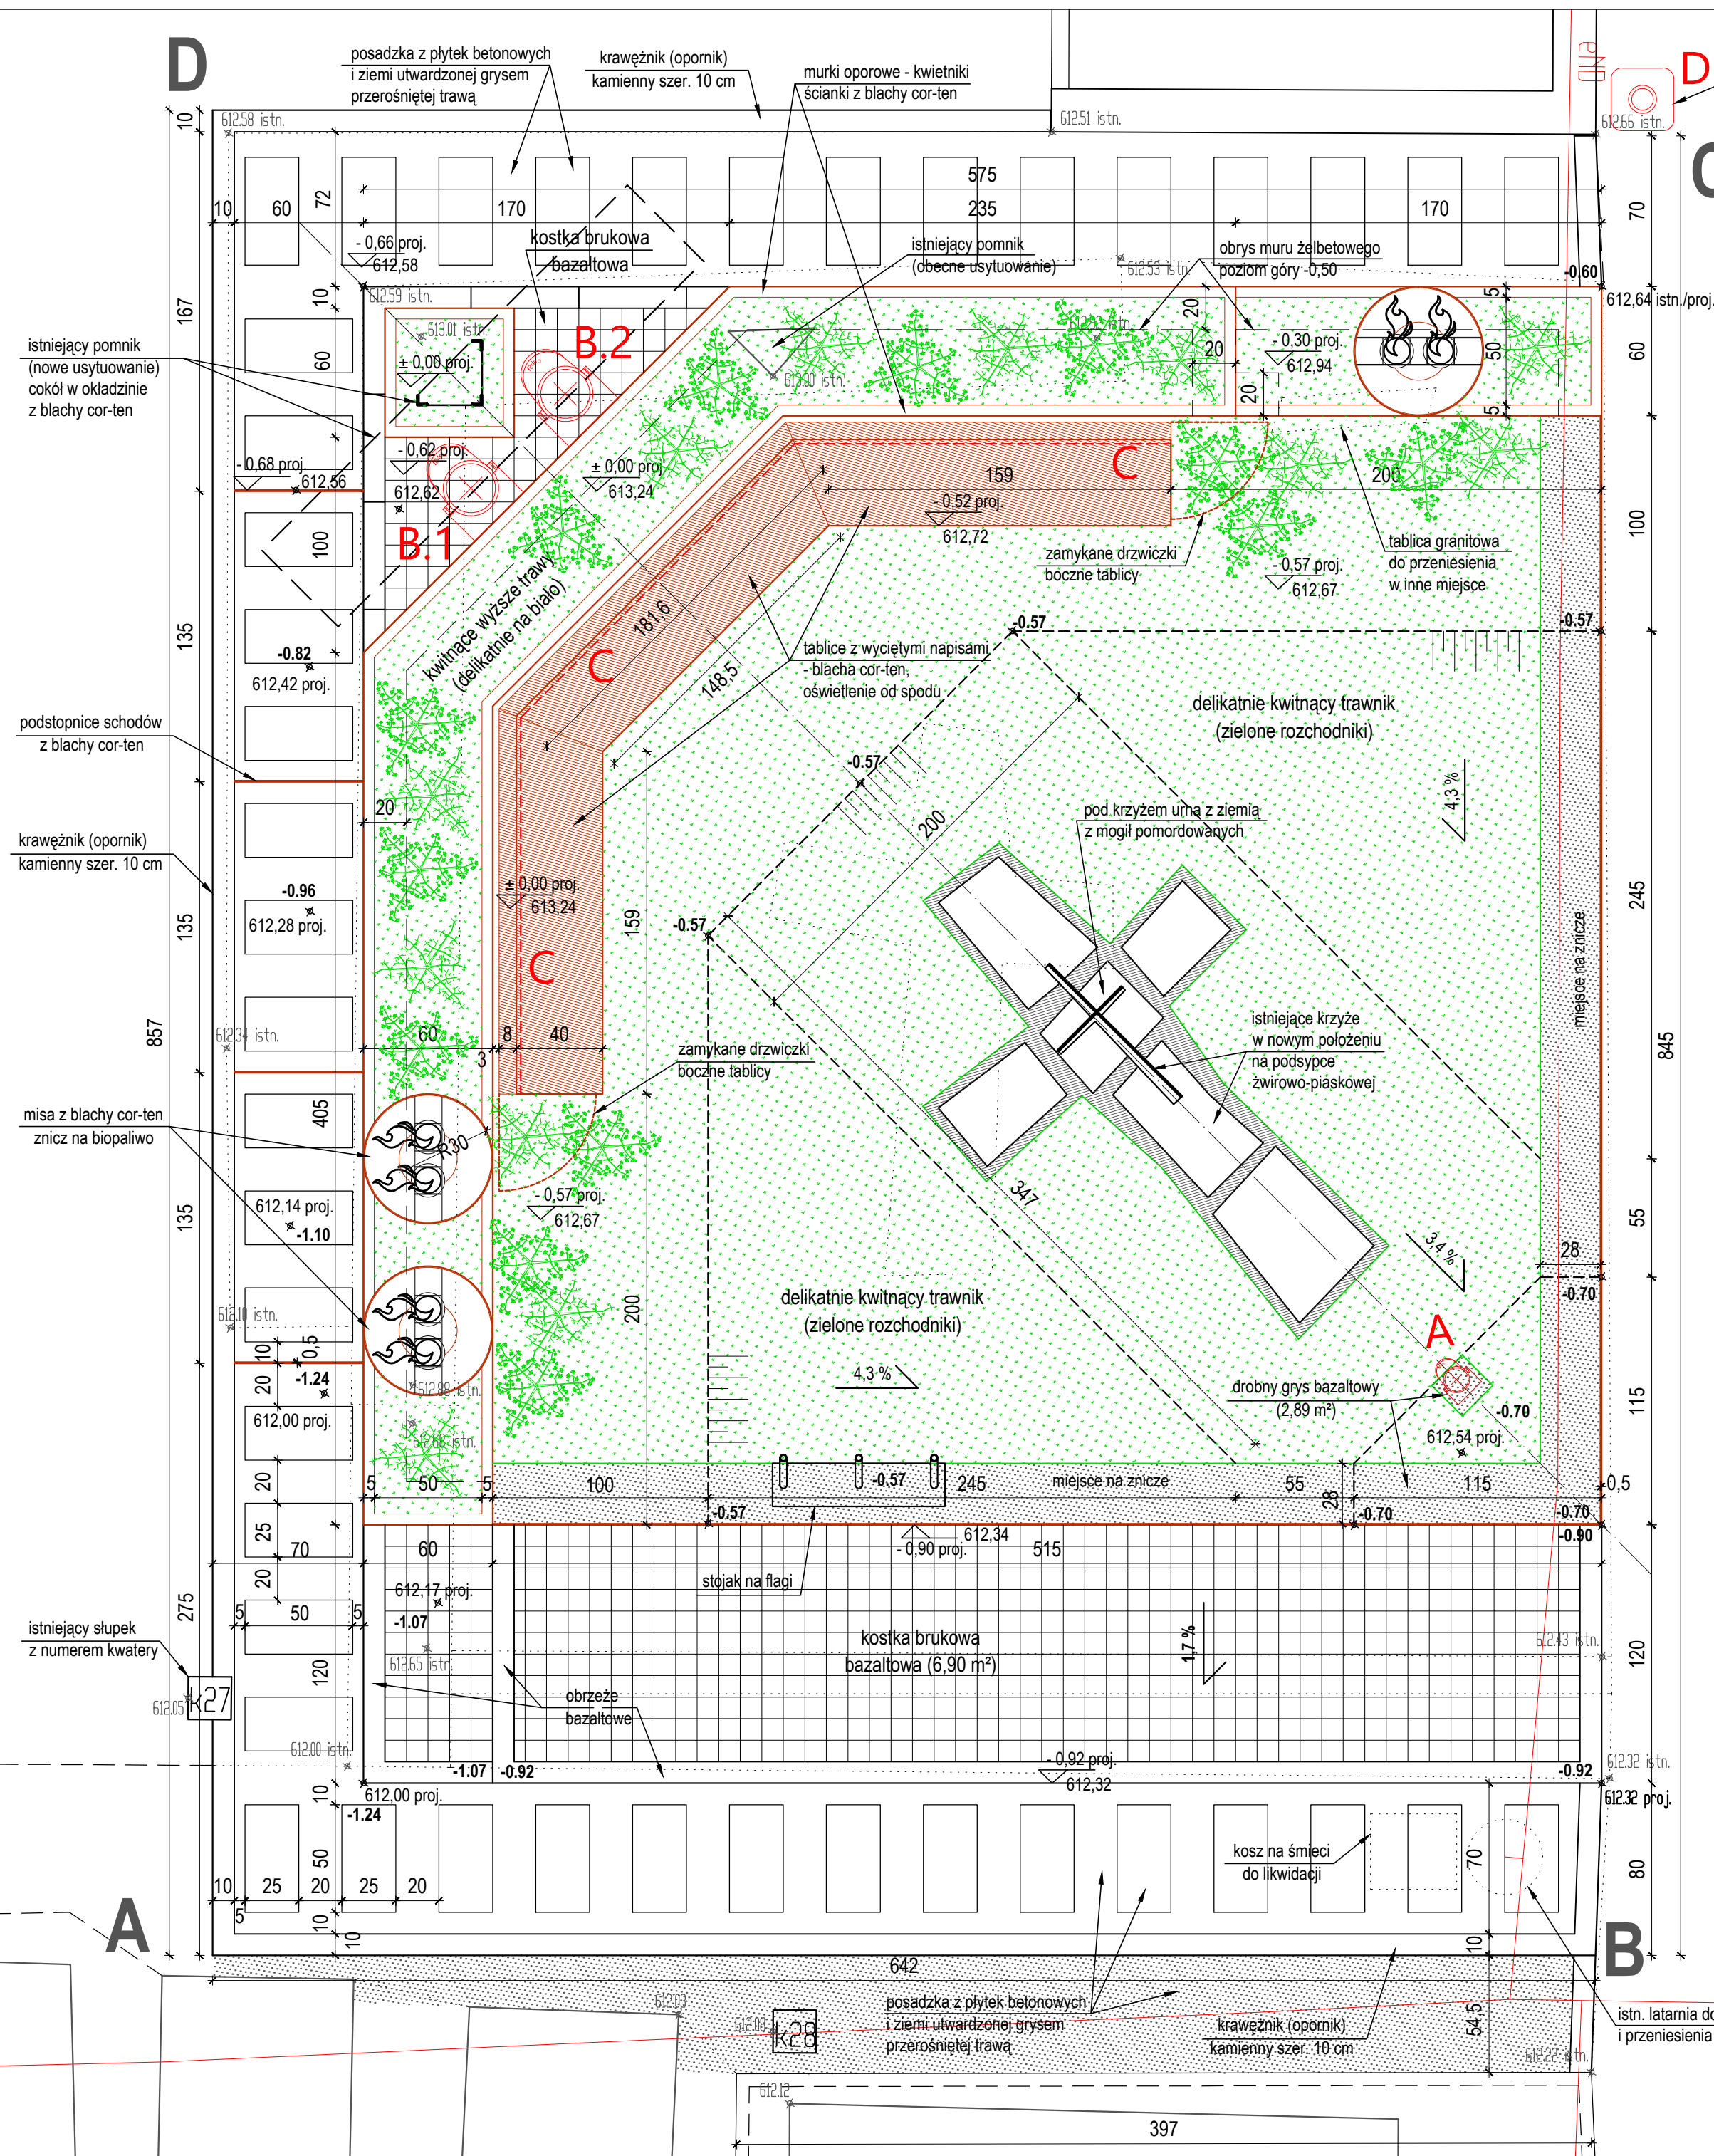 D
posadzka z płytek betonowych
i ziemi utwardzonej grysem
przerośniętej trawą
krawężnik (opornik)
kamienny szer. 10 cm
murki oporowe - kwietniki
ścianki z blachy cor-ten
eND
D
C
612.58 istn.
612.51 istn.
612.66 istn.
10
72
575
10
60
170
235
170
70
- 0,66 proj.
612,58
kostka brukowa
bazaltowa
istniejący pomnik
(obecne usytuowanie)
obrys muru żelbetowego
poziom góry -0,50
612.53 istn.
-0.60
612,64 istn./proj.
612.59 istn.
10
167
20
5
613.01 istn.
± 0,00 proj.
B.2
istniejący pomnik
(nowe usytuowanie)
cokół w okładzinie
z blachy cor-ten
60
613.00 istn.
20
- 0,30 proj.
612,94
50
60
20
5
- 0,62 proj.
612,62
- 0,68 proj.
612,56
± 0,00 proj.
613,24
159
C
200
- 0,52 proj.
612,72
B.1
100
zamykane drzwiczki
boczne tablicy
tablica granitowa
do przeniesienia
w inne miejsce
100
- 0,57 proj.
612,67
kwitnące wyższe trawy
(delikatnie na biało)
181,6
-0.57
-0.57
135
-0.82
612,42 proj.
C
148,5
tablice z wyciętymi napisami
- blacha cor-ten,
oświetlenie od spodu
delikatnie kwitnący trawnik
(zielone rozchodniki)
podstopnice schodów
z blachy cor-ten
-0.57
4,3 %
20
200
pod krzyżem urna z ziemią
z mogił pomordowanych
krawężnik (opornik)
kamienny szer. 10 cm
-0.96
612,28 proj.
± 0,00 proj.
613,24
159
-0.57
245
135
C
miejsce na znicze
857
612.34 istn.
60
8
40
3
zamykane drzwiczki
boczne tablicy
istniejące krzyże
w nowym położeniu
na podsypce
żwirowo-piaskowej
845
misa z blachy cor-ten
znicz na biopaliwo
405
R30
135
612,14 proj.
-1.10
- 0,57 proj.
612,67
347
3,4 %
55
28
-0.70
612.10 istn.
200
delikatnie kwitnący trawnik
(zielone rozchodniki)
A
10
0,5
20
-1.24
612,00 proj.
612.89 istn.
4,3 %
drobny grys bazaltowy
(2,89 m²)
-0.70
612,54 proj.
115
20
5
50
5
100
-0.57
245
miejsce na znicze
55
28
115
0,5
-0.57
-0.70
-0.70
-0.90
25
70
60
612,34
- 0,90 proj.
515
20
stojak na flagi
612,17 proj.
-1.07
5
50
5
275
istniejący słupek
z numerem kwatery
kostka brukowa
bazaltowa (6,90 m²)
1,7 %
612.43 istn.
612.65 istn.
120
120
k27
612.05
obrzeże
bazaltowe
612.00 istn.
-1.07
-0.92
- 0,92 proj.
612,32
-0.92
612.32 istn.
612.32 proj.
10
612,00 proj.
-1.24
50
kosz na śmieci
do likwidacji
70
80
10
25
20
25
20
5
10
10
A
B
10
642
612.03
612.08
k28
posadzka z płytek betonowych
i ziemi utwardzonej grysem
przerośniętej trawą
krawężnik (opornik)
kamienny szer. 10 cm
54,5
istn. latarnia do
i przeniesienia
612.22 istn.
612.12
397